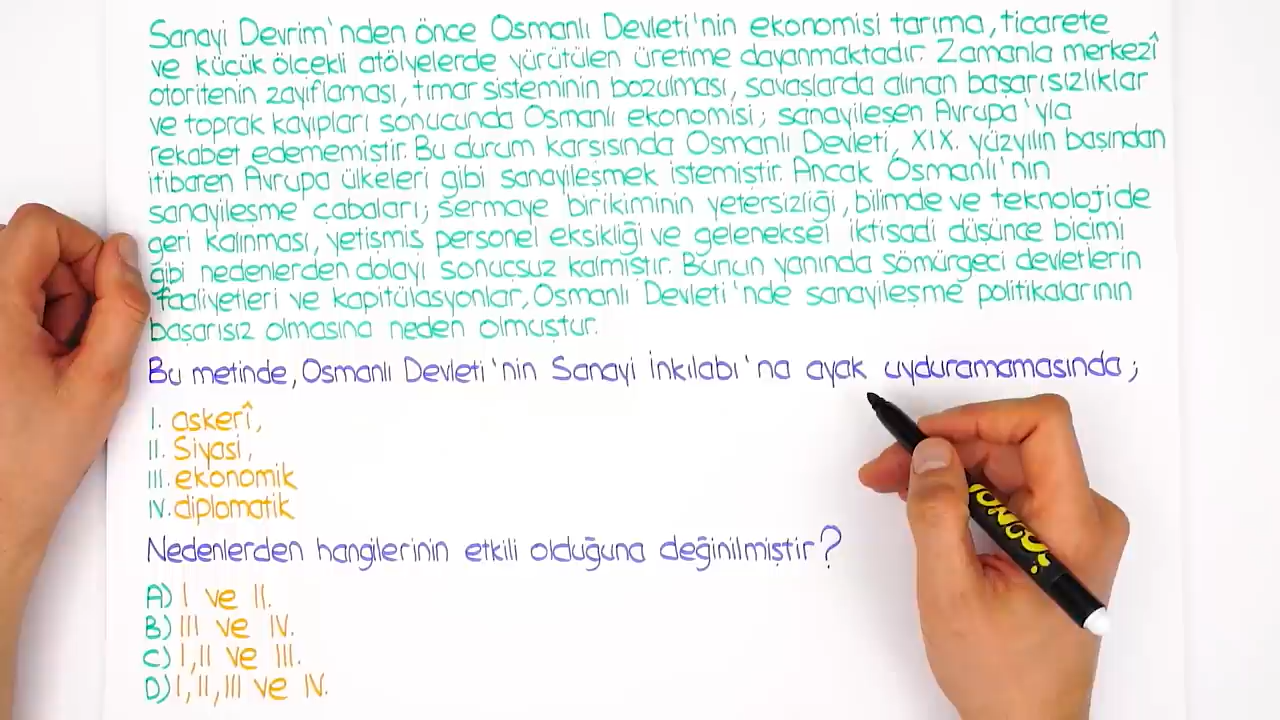 Sanayi Devrim'nden önce Osmanlı Devleti'nin ekonomisi tarıma, ticarete
ve küçük ölçekli atölyelerde yürütülen üretime dayanmaktadır. Zamanla merkezî
otoritenin zayıflaması, tımar sisteminin bozulması, savaşlarda alınan başarısızlıklar
ve toprak kayıpları sonucunda Osmanlı ekonomisi; sanayileşen Avrupa'yla
rekabet edememiştir. Bu durum karşısında Osmanlı Devleti, XIX. yüzyılın başından
itibaren Avrupa ülkeleri gibi sanayileşmek istemiştir. Ancak Osmanlı'nın
sanayileşme çabaları; sermaye birikiminin yetersizliği, bilimde ve teknolojide
geri kalınması, yetişmiş personel eksikliği ve geleneksel iktisadi düşünce biçimi
gibi nedenlerden dolayı sonuçsuz kalmıştır. Bunun yanında sömürgeci devletlerin
faaliyetleri ve kapitülasyonlar, Osmanlı Devleti'nde sanayileşme politikalarının
başarısız olmasına neden olmuştur.
Bu metinde, Osmanlı Devleti'nin Sanayi İnkılabı'na ayak uyduramamasında;
I. askerî,
II. Siyasi,
III. ekonomik
IV. diplomatik
Nedenlerden hangilerinin etkili olduğuna değinilmiştir?
A) I ve II.
B) III ve IV.
C) I, II ve III.
D) I, II, III ve IV.